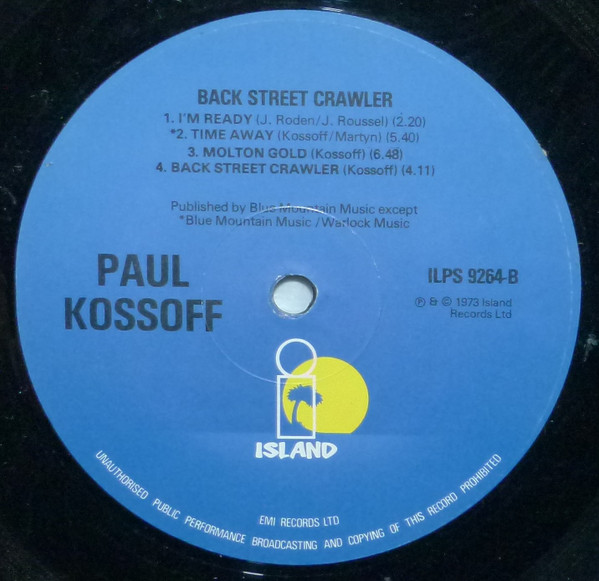 BACK STREET CRAWLER
1. I'M READY (J. Roden/J. Roussel) (2.20)
*2. TIME AWAY (Kossoff/Martyn) (5.40)
3. MOLTON GOLD (Kossoff) (6.48)
4. BACK STREET CRAWLER (Kossoff) (4.11)
Published by Blue Mountain Music except
*Blue Mountain Music/Warlock Music
PAUL
KOSSOFF
ILPS 9264-B
℗ & © 1973 Island
Records Ltd
ISLAND
EMI RECORDS LTD
UNAUTHORISED PUBLIC PERFORMANCE BROADCASTING AND COPYING OF THIS RECORD PROHIBITED